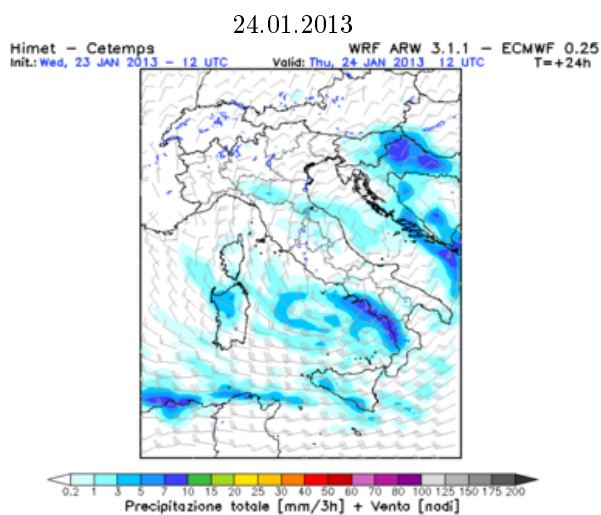 24.01.2013
Himet – Cetemps WRF ARW 3.1.1 – ECMWF 0.25
Init.: Wed, 23 JAN 2013 – 12 UTC Valid: Thu, 24 JAN 2013 12 UTC T=+24h
0.2 1 3 5 7 10 15 20 25 30 40 50 60 70 80 100 125 150 175 200
Precipitazione totale [mm/3h] + Vento [nodi]